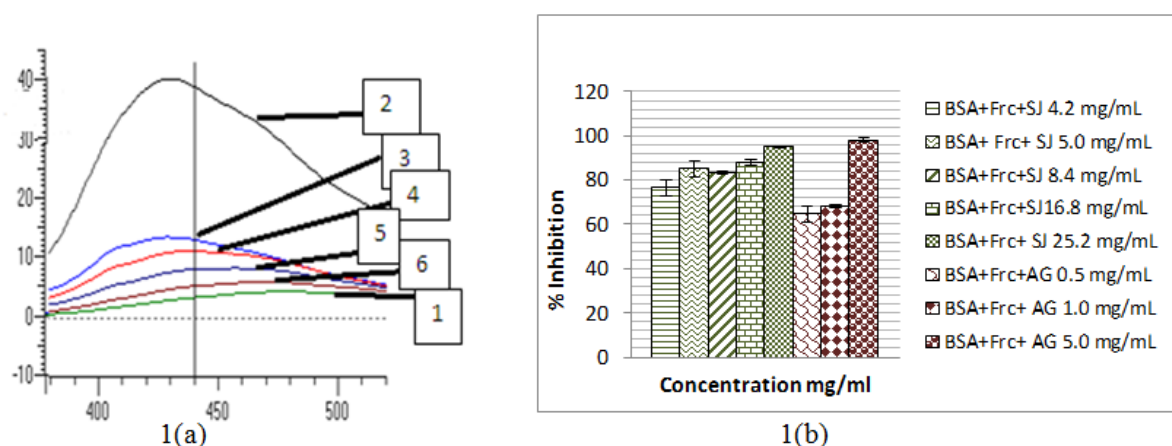 40
30
20
10
0
-10
400
450
500
2
3
4
5
6
1
1(a)
120
100
80
60
40
20
0
% Inhibition
Concentration mg/ml
BSA+Frc+SJ 4.2 mg/mL
BSA+ Frc+ SJ 5.0 mg/mL
BSA+Frc+SJ 8.4 mg/mL
BSA+Frc+SJ16.8 mg/mL
BSA+Frc+ SJ 25.2 mg/mL
BSA+Frc+AG 0.5 mg/mL
BSA+Frc+ AG 1.0 mg/mL
BSA+Frc+ AG 5.0 mg/mL
1(b)